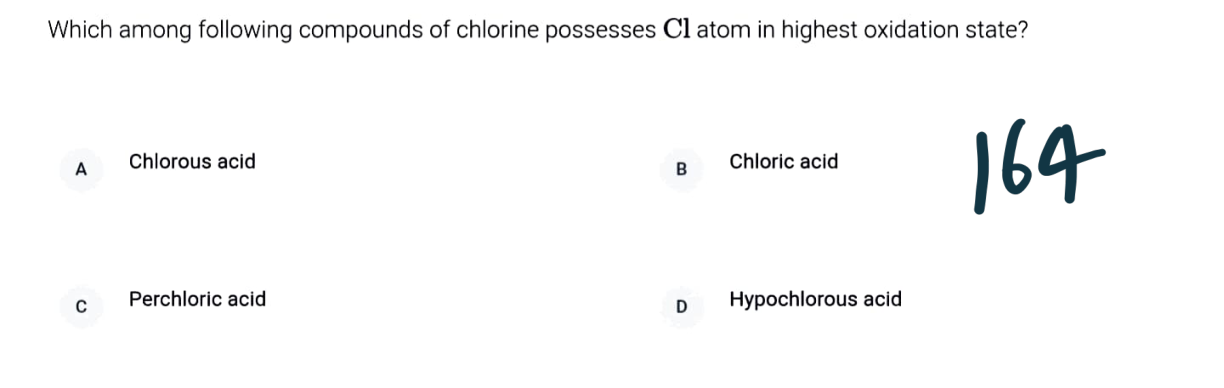 Which among following compounds of chlorine possesses Cl atom in highest oxidation state?
A Chlorous acid
B Chloric acid
164
C Perchloric acid
D Hypochlorous acid